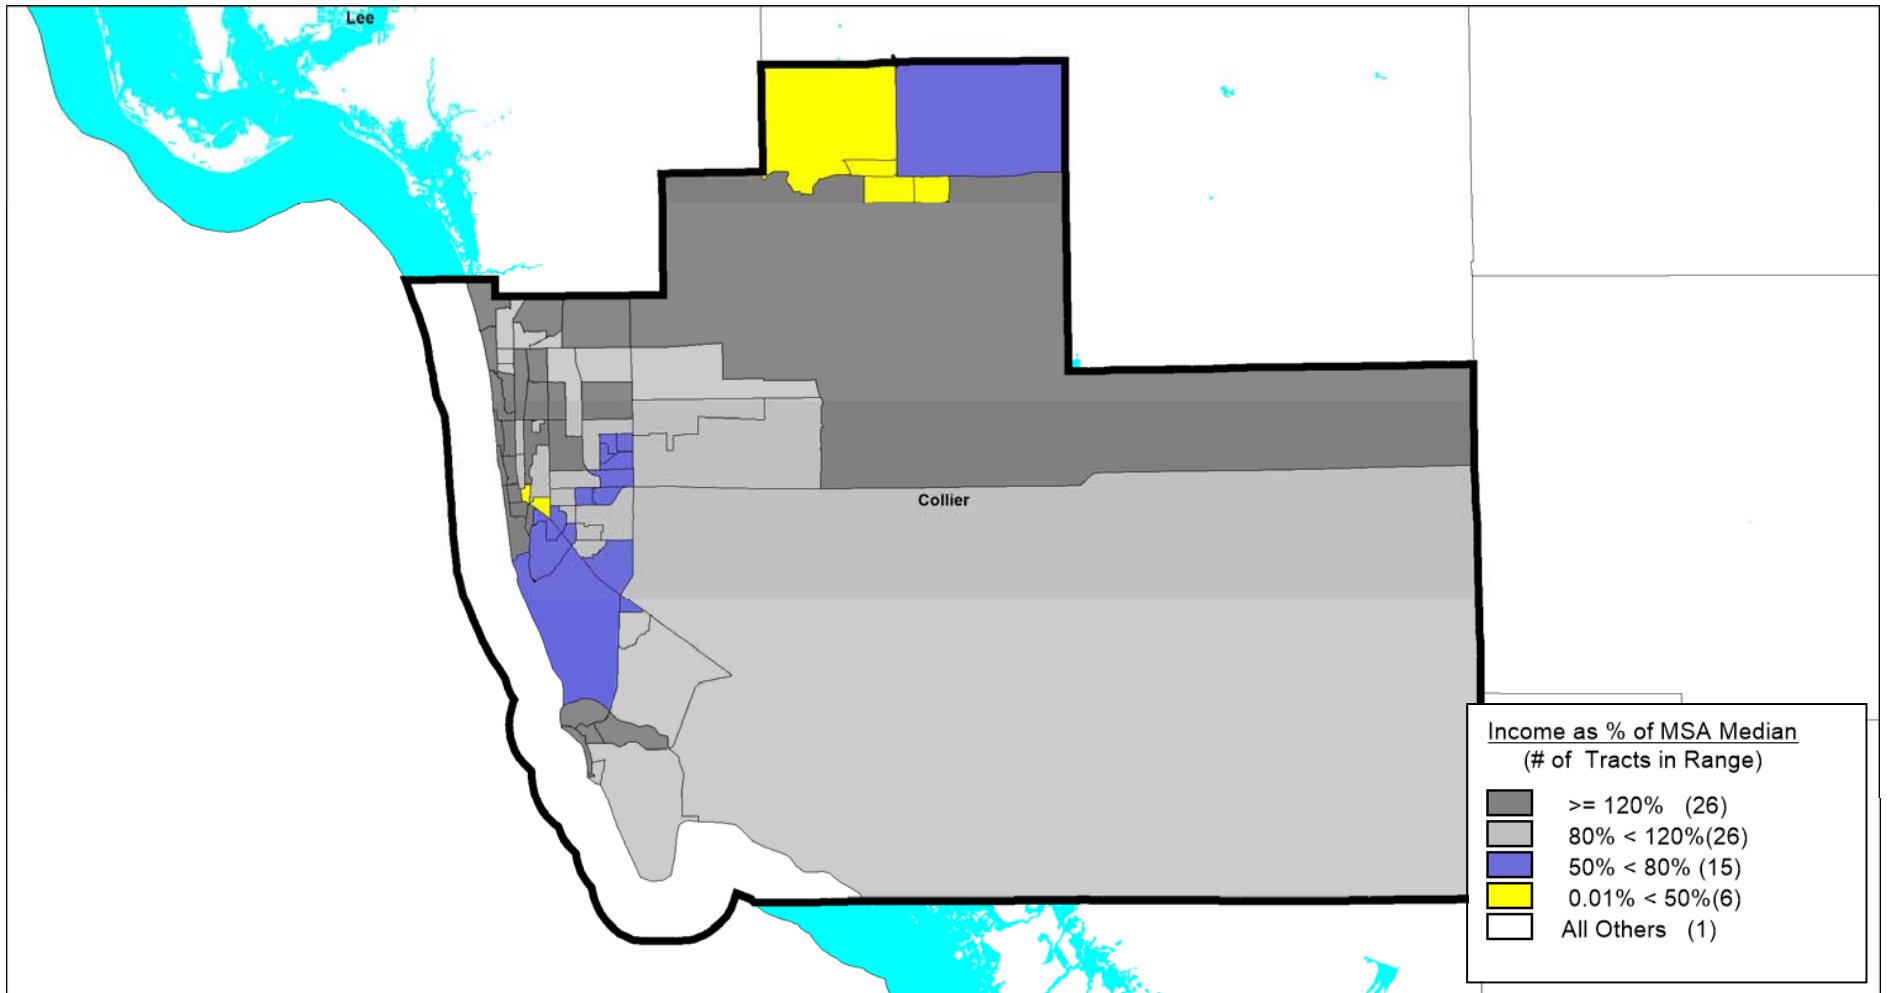 Lee
Collier
Income as % of MSA Median
(# of Tracts in Range)
>= 120% (26)
80% < 120%(26)
50% < 80% (15)
0.01% < 50%(6)
All Others (1)